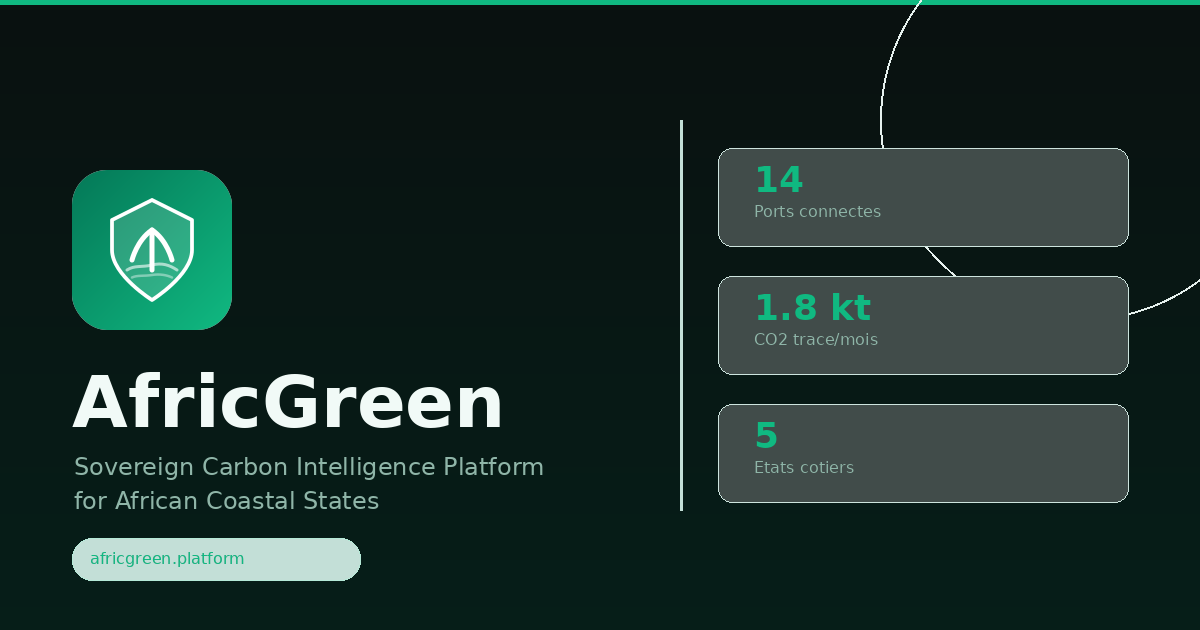 AfricGreen
Sovereign Carbon Intelligence Platform
for African Coastal States
africgreen.platform
14
Ports connectes
1.8 kt
CO2 trace/mois
5
Etats cotiers